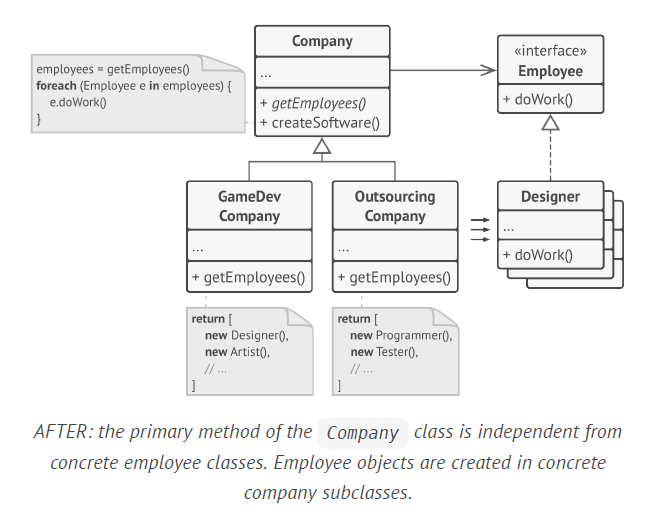 Company
...
+ getEmployees()
+ createSoftware()
employees = getEmployees()
foreach (Employee e in employees) {
e.doWork()
}
«interface»
Employee
+ doWork()
GameDev
Company
...
+ getEmployees()
Outsourcing
Company
...
+ getEmployees()
Designer
...
+ doWork()
return [
new Designer(),
new Artist(),
// ...
]
return [
new Programmer(),
new Tester(),
// ...
]
AFTER: the primary method of the Company class is independent from
concrete employee classes. Employee objects are created in concrete
company subclasses.